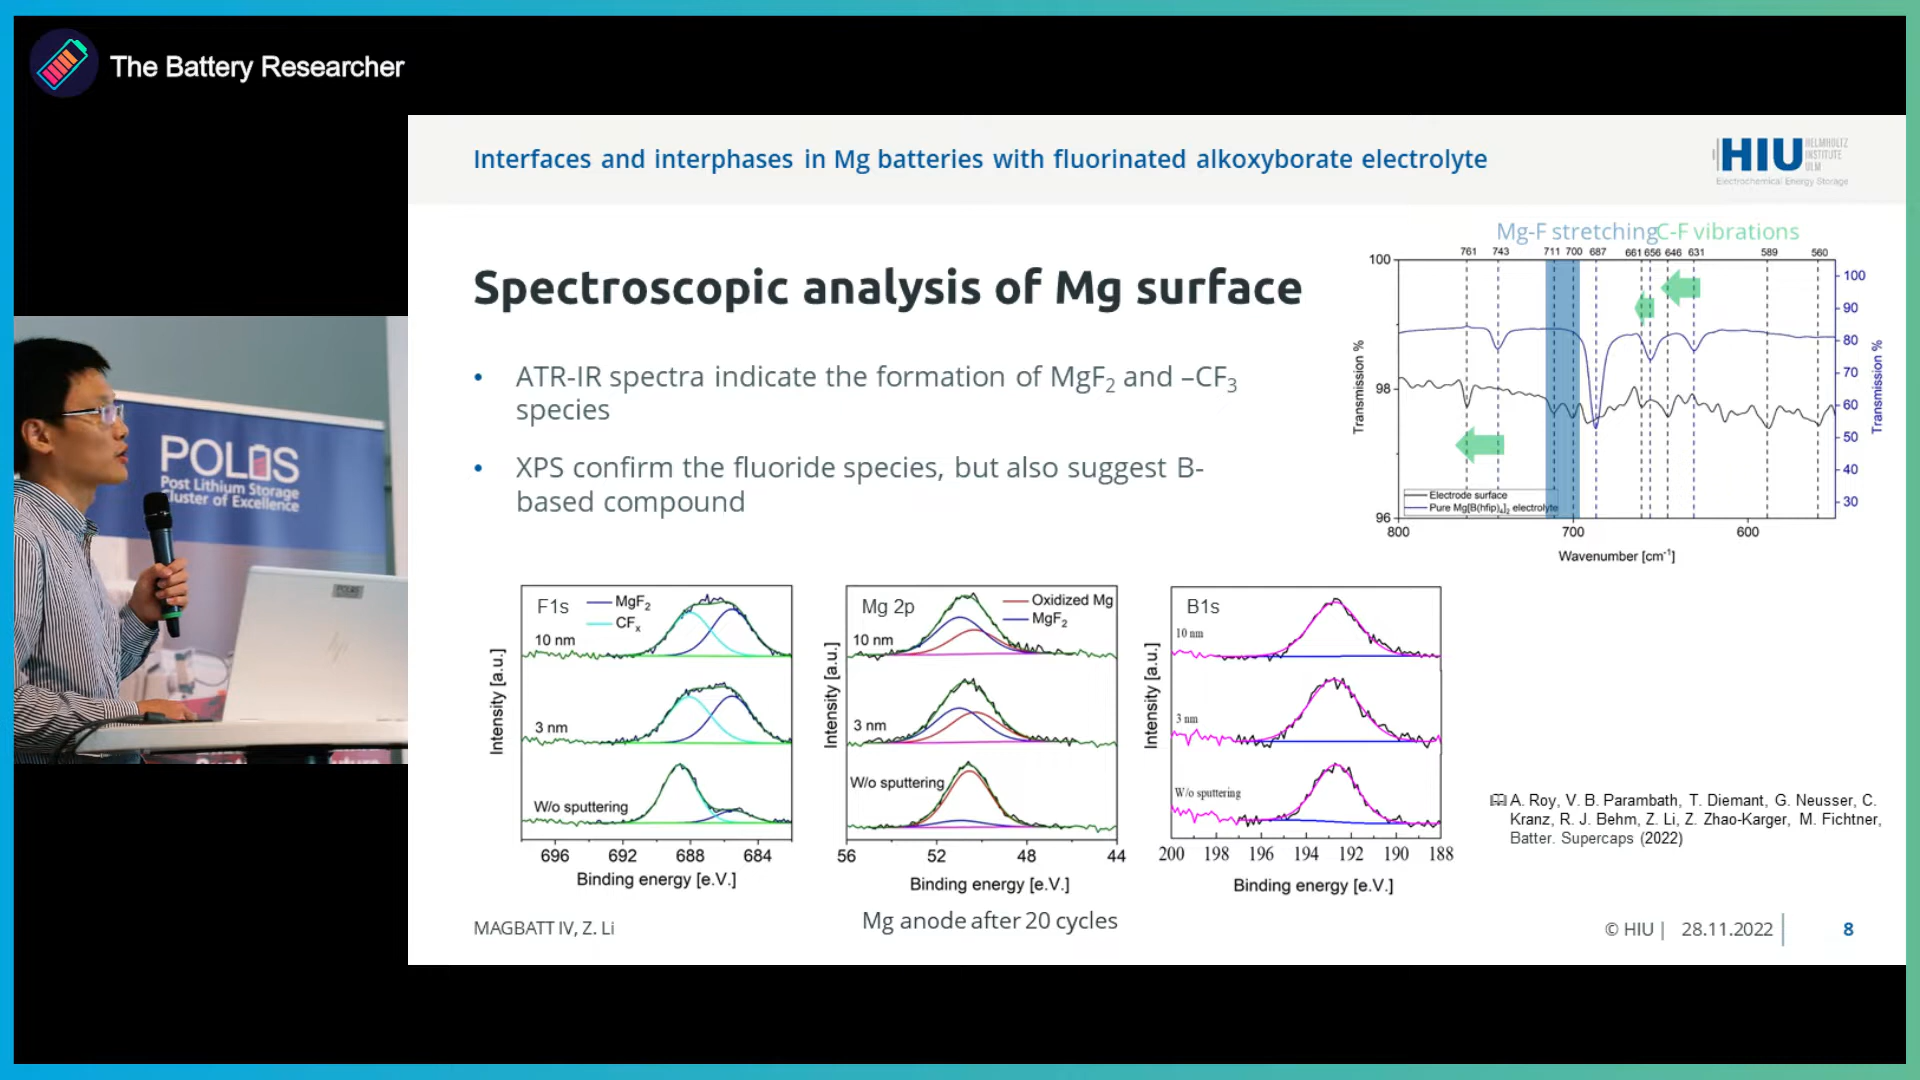 The Battery Researcher
Interfaces and interphases in Mg batteries with fluorinated alkoxyborate electrolyte
HIU HELMHOLTZ
INSTITUTE
ULM
Electrochemical Energy Storage
Spectroscopic analysis of Mg surface
• ATR-IR spectra indicate the formation of MgF₂ and –CF₃
species
• XPS confirm the fluoride species, but also suggest B-
based compound
Mg-F stretching C-F vibrations
761 743 711 700 687 661 656 646 631 589 560
100
98
96
Transmission %
100
90
80
70
60
50
40
30
Transmission %
Electrode surface
Pure Mg[B(hfip)₄]₂ electrolyte
800 700 600
Wavenumber [cm⁻¹]
POLiS
Post Lithium Storage
Cluster of Excellence
F1s
MgF₂
CFₓ
10 nm
3 nm
W/o sputtering
Intensity [a.u.]
696 692 688 684
Binding energy [e.V.]
Mg 2p
Oxidized Mg
MgF₂
10 nm
3 nm
W/o sputtering
Intensity [a.u.]
56 52 48 44
Binding energy [e.V.]
B1s
10 nm
3 nm
W/o sputtering
Intensity [a.u.]
200 198 196 194 192 190 188
Binding energy [e.V.]
A. Roy, V. B. Parambath, T. Diemant, G. Neusser, C.
Kranz, R. J. Behm, Z. Li, Z. Zhao-Karger, M. Fichtner,
Batter. Supercaps (2022)
Mg anode after 20 cycles
MAGBATT IV, Z. Li
© HIU | 28.11.2022
8